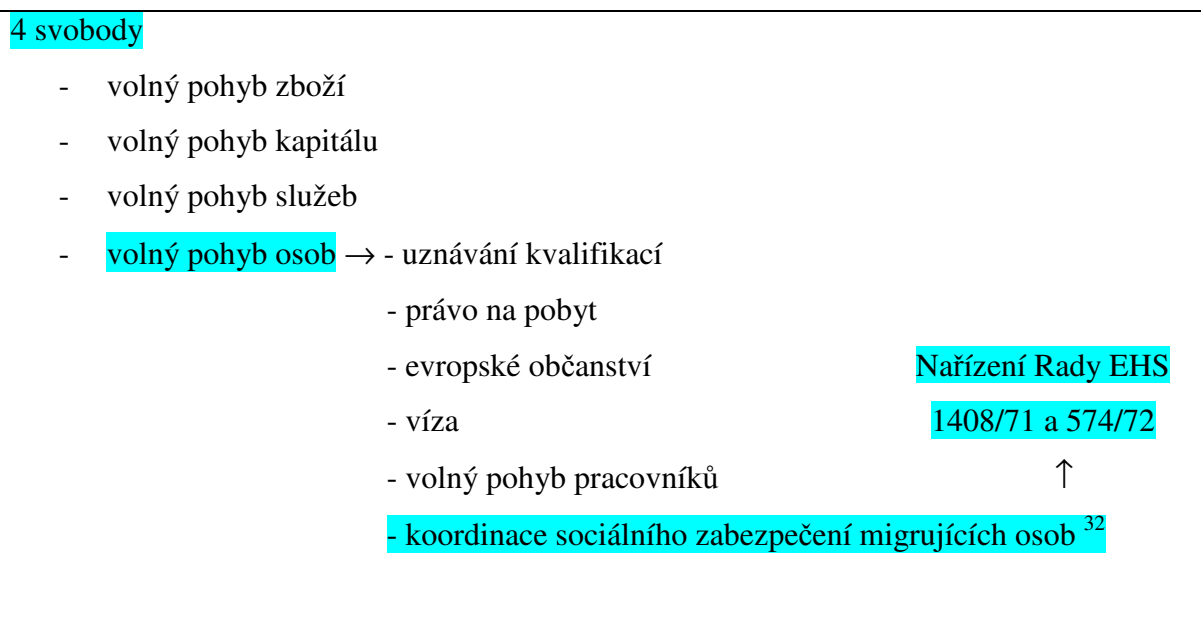 4 svobody
- volný pohyb zboží
- volný pohyb kapitálu
- volný pohyb služeb
- volný pohyb osob → - uznávání kvalifikací
- právo na pobyt
- evropské občanství Nařízení Rady EHS
- víza 1408/71 a 574/72
- volný pohyb pracovníků ↑
- koordinace sociálního zabezpečení migrujících osob 32